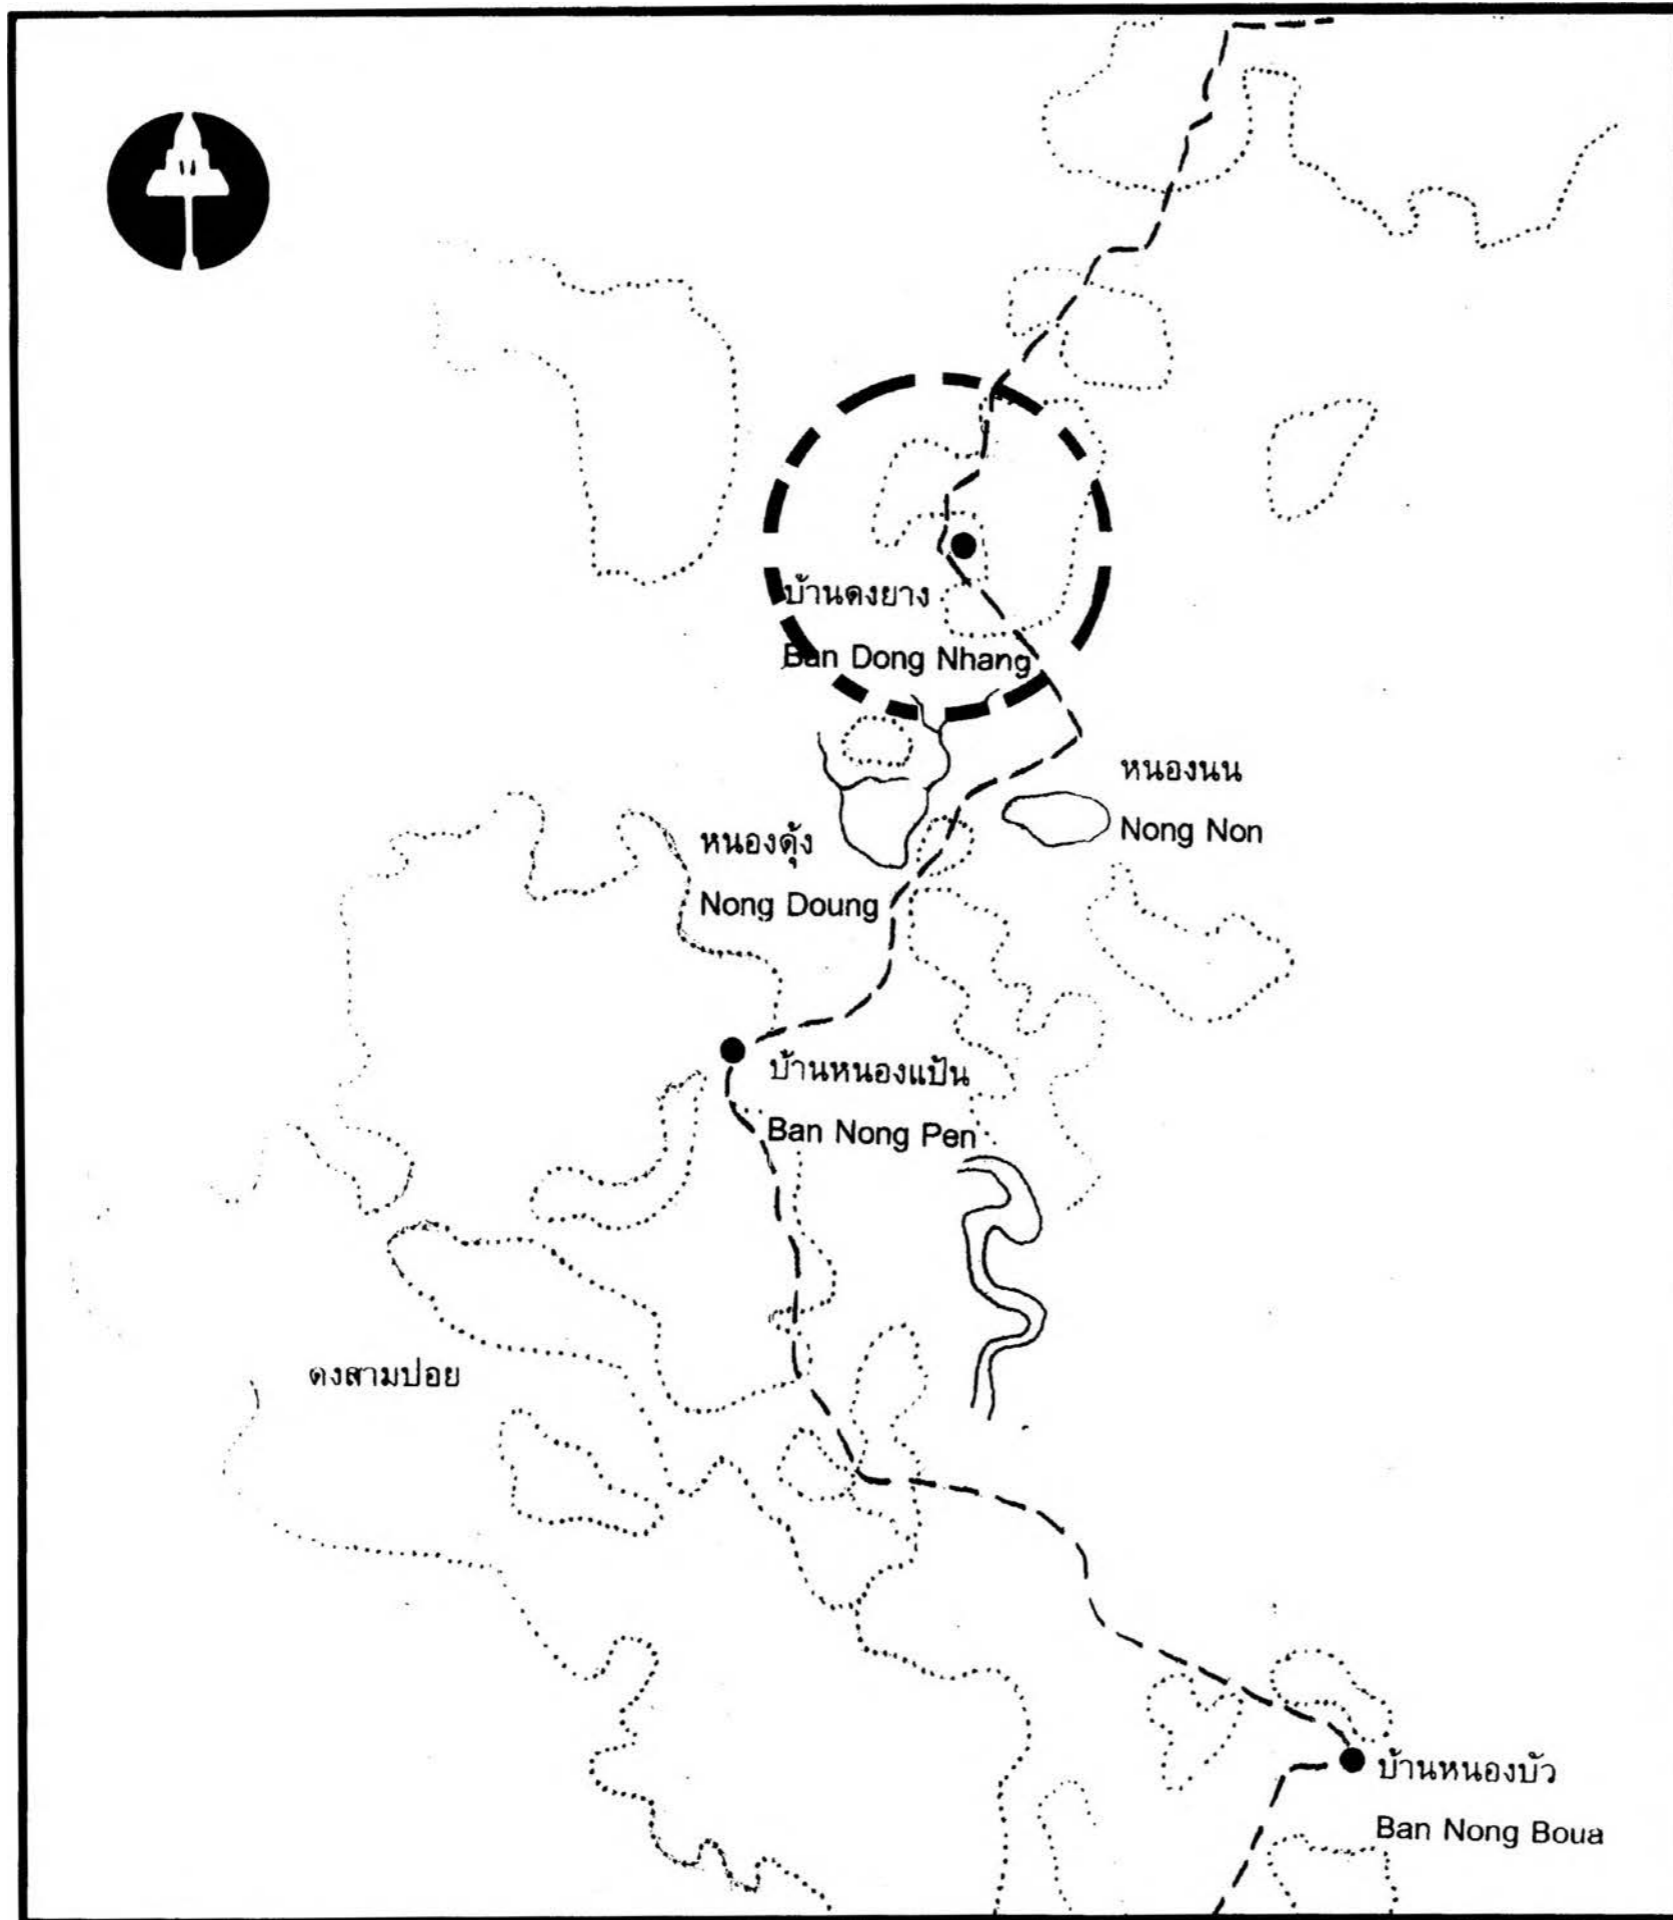 บ้านดงยาง
Ban Dong Nhang
หนองนน
Nong Non
หนองดุ้ง
Nong Doung
บ้านหนองแป้น
Ban Nong Pen
ดงสามปอย
บ้านหนองบัว
Ban Nong Boua